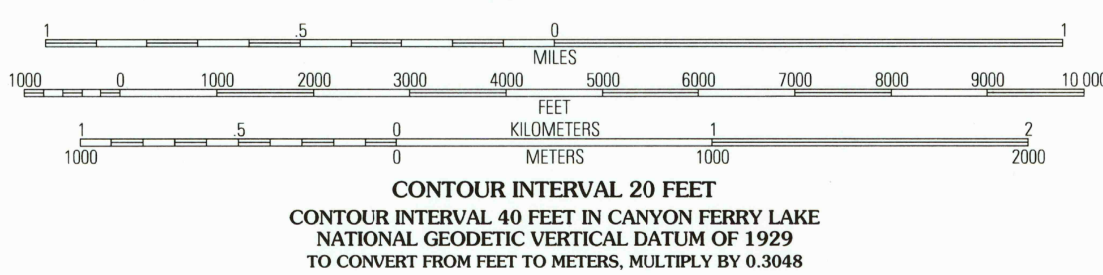 1 .5 0 1
MILES
1000 0 1000 2000 3000 4000 5000 6000 7000 8000 9000 10 000
FEET
1 .5 0 KILOMETERS 1 2
1000 0 METERS 1000 2000
CONTOUR INTERVAL 20 FEET
CONTOUR INTERVAL 40 FEET IN CANYON FERRY LAKE
NATIONAL GEODETIC VERTICAL DATUM OF 1929
TO CONVERT FROM FEET TO METERS, MULTIPLY BY 0.3048